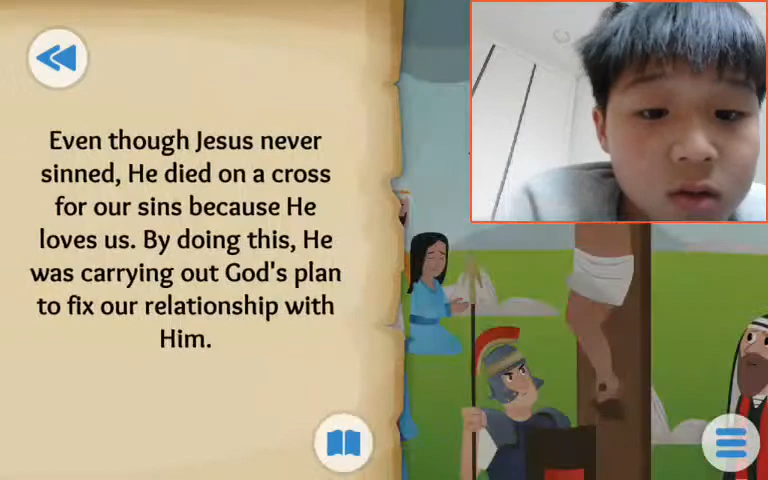 Even though Jesus never
sinned, He died on a cross
for our sins because He
loves us. By doing this, He
was carrying out God's plan
to fix our relationship with
Him.